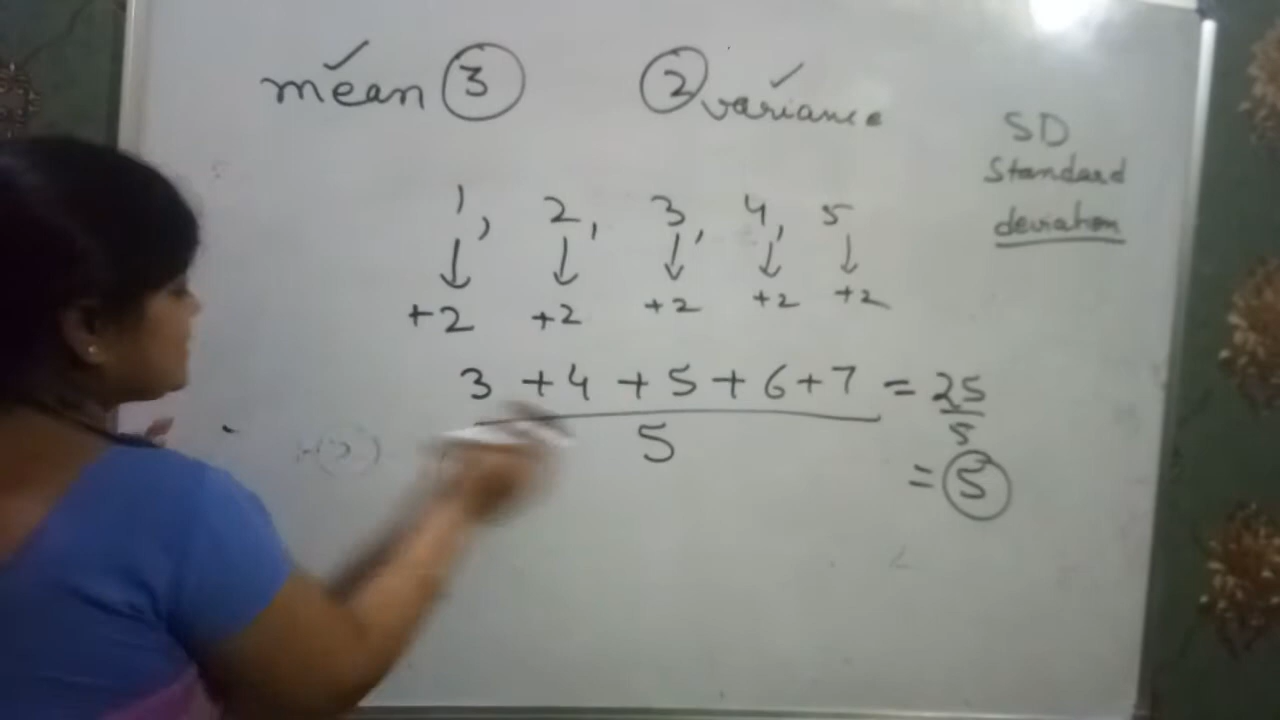 mean 3
2 variance
SD
Standard
deviation
1, 2, 3, 4, 5
↓ ↓ ↓ ↓ ↓
+2 +2 +2 +2 +2
3 + 4 + 5 + 6 + 7 = 25
5 5
= 5